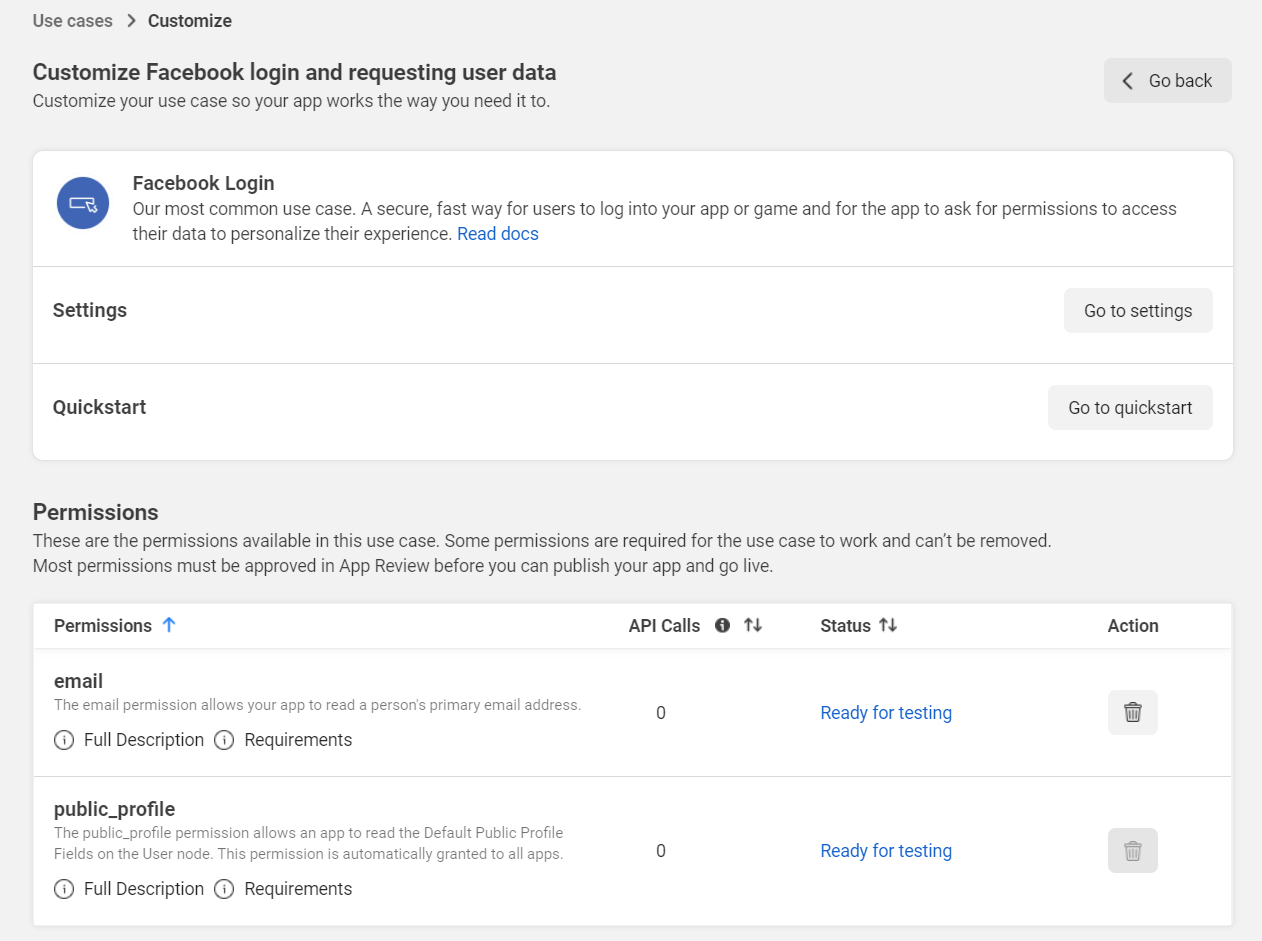 Use cases > Customize
Customize Facebook login and requesting user data
Customize your use case so your app works the way you need it to.
Go back
Facebook Login
Our most common use case. A secure, fast way for users to log into your app or game and for the app to ask for permissions to access
their data to personalize their experience. Read docs
Settings
Go to settings
Quickstart
Go to quickstart
Permissions
These are the permissions available in this use case. Some permissions are required for the use case to work and can’t be removed.
Most permissions must be approved in App Review before you can publish your app and go live.
Permissions API Calls Status Action
email
The email permission allows your app to read a person's primary email address.
0 Ready for testing
Full Description Requirements
public_profile
The public_profile permission allows an app to read the Default Public Profile
Fields on the User node. This permission is automatically granted to all apps.
0 Ready for testing
Full Description Requirements